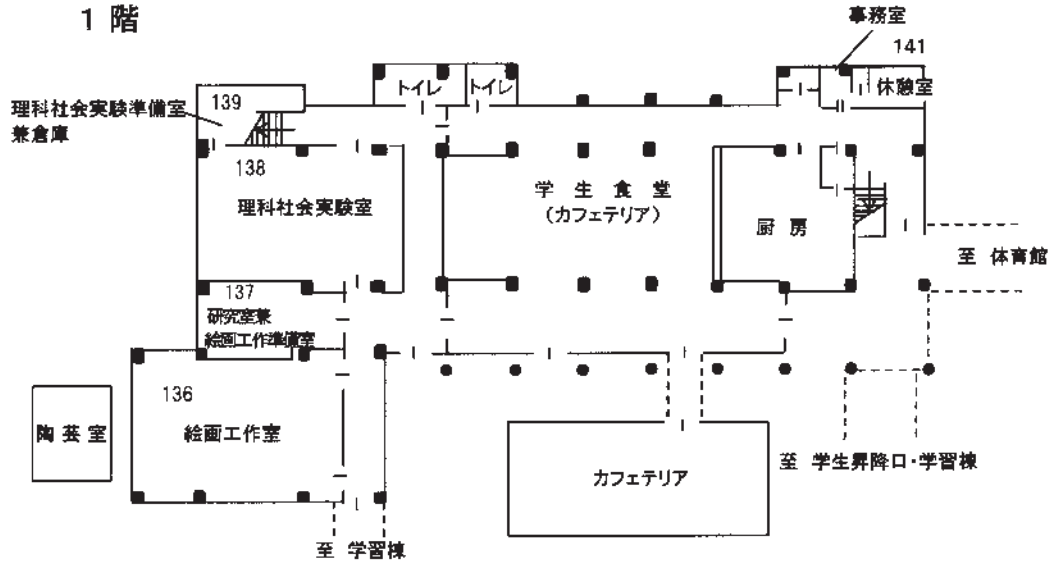 1 階
事務室
141
トイレ
トイレ
休憩室
139
理科社会実験準備室
兼倉庫
138
理科社会実験室
学 生 食 堂
(カフェテリア)
厨 房
至 体育館
137
研究室兼
絵画工作準備室
136
陶 芸 室
絵画工作室
カフェテリア
至 学生昇降口・学習棟
至 学習棟